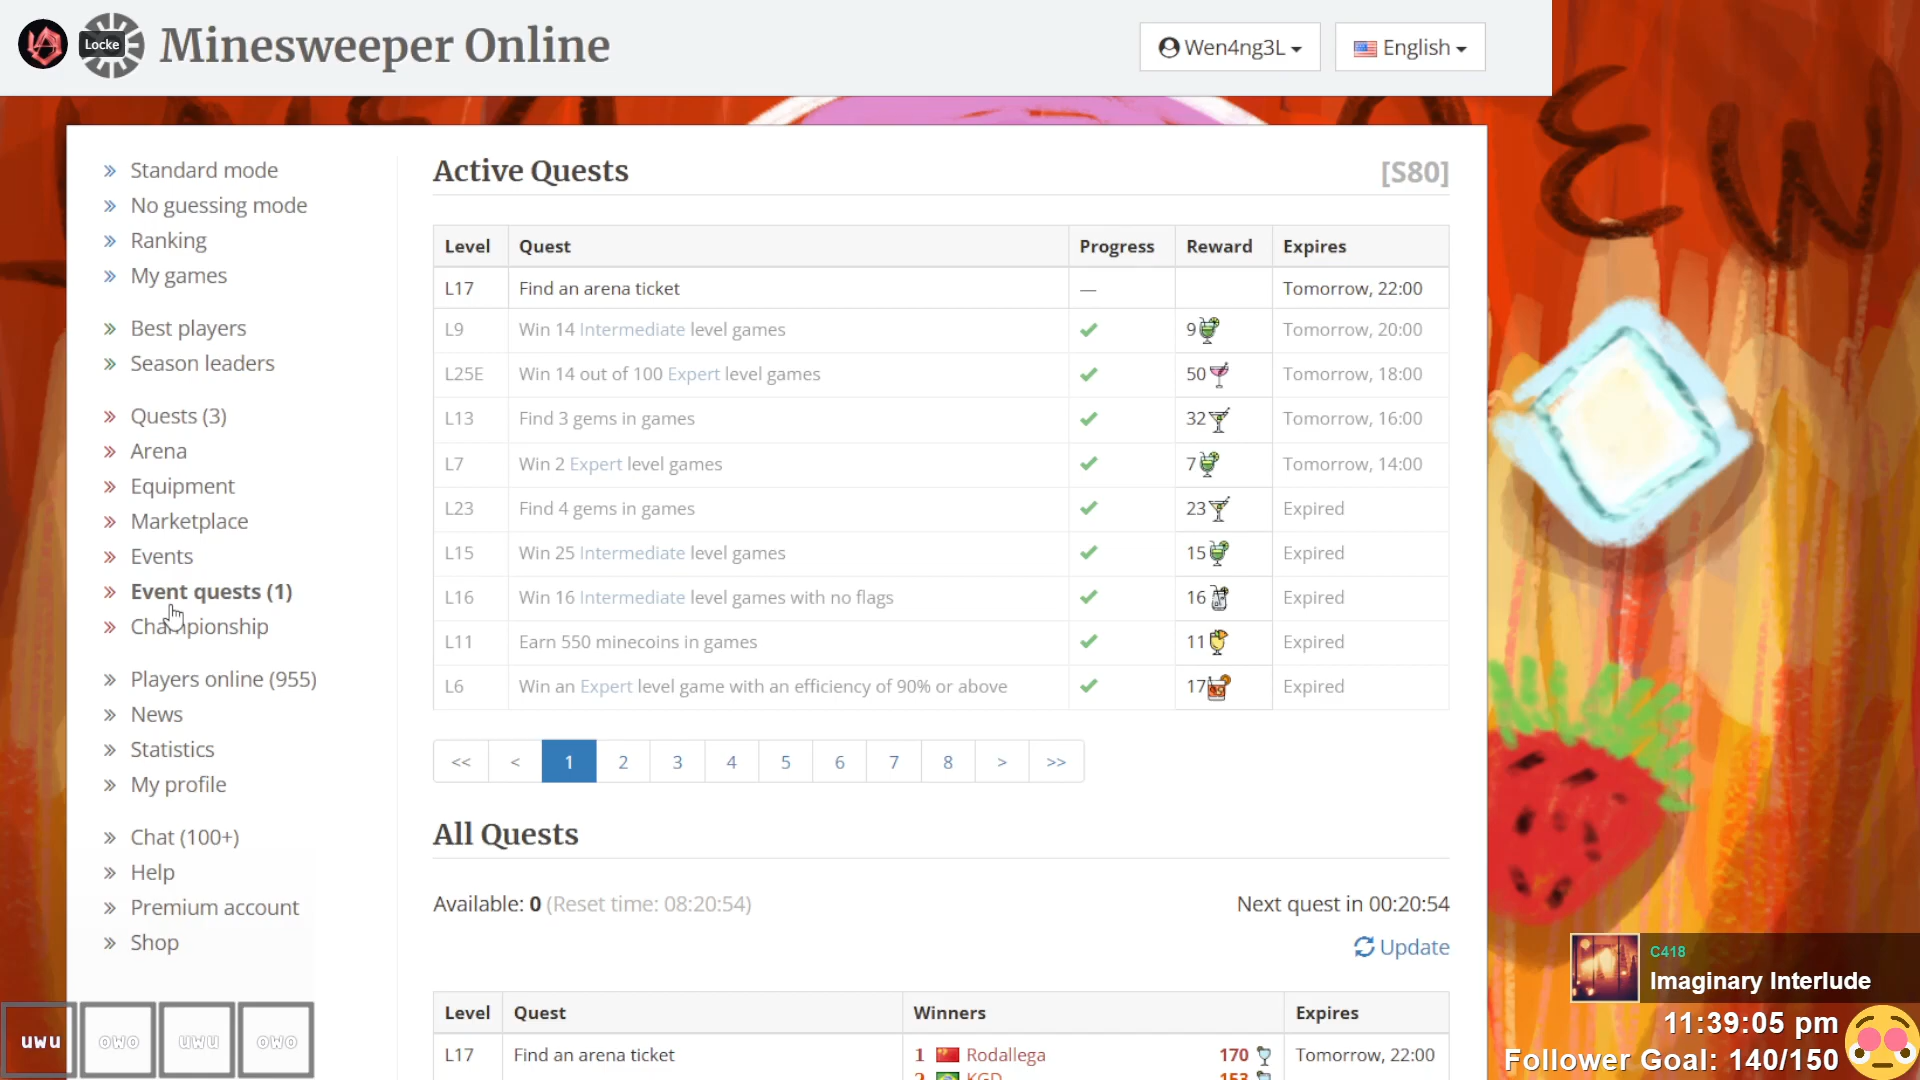 Locke
Minesweeper Online
Wen4ng3L
English
Standard mode
No guessing mode
Ranking
My games
Best players
Season leaders
Quests (3)
Arena
Equipment
Marketplace
Events
Event quests (1)
Championship
Players online (955)
News
Statistics
My profile
Chat (100+)
Help
Premium account
Shop
Active Quests [S80]
Level Quest Progress Reward Expires
L17 Find an arena ticket — Tomorrow, 22:00
L9 Win 14 Intermediate level games 9 Tomorrow, 20:00
L25E Win 14 out of 100 Expert level games 50 Tomorrow, 18:00
L13 Find 3 gems in games 32 Tomorrow, 16:00
L7 Win 2 Expert level games 7 Tomorrow, 14:00
L23 Find 4 gems in games 23 Expired
L15 Win 25 Intermediate level games 15 Expired
L16 Win 16 Intermediate level games with no flags 16 Expired
L11 Earn 550 minecoins in games 11 Expired
L6 Win an Expert level game with an efficiency of 90% or above 17 Expired
<< < 1 2 3 4 5 6 7 8 > >>
All Quests
Available: 0 (Reset time: 08:20:54) Next quest in 00:20:54
Update
Level Quest Winners Expires
L17 Find an arena ticket 1 Rodallega 170 Tomorrow, 22:00
2 KGD 153
uwu owo uwu owo
C418
Imaginary Interlude
11:39:05 pm
Follower Goal: 140/150